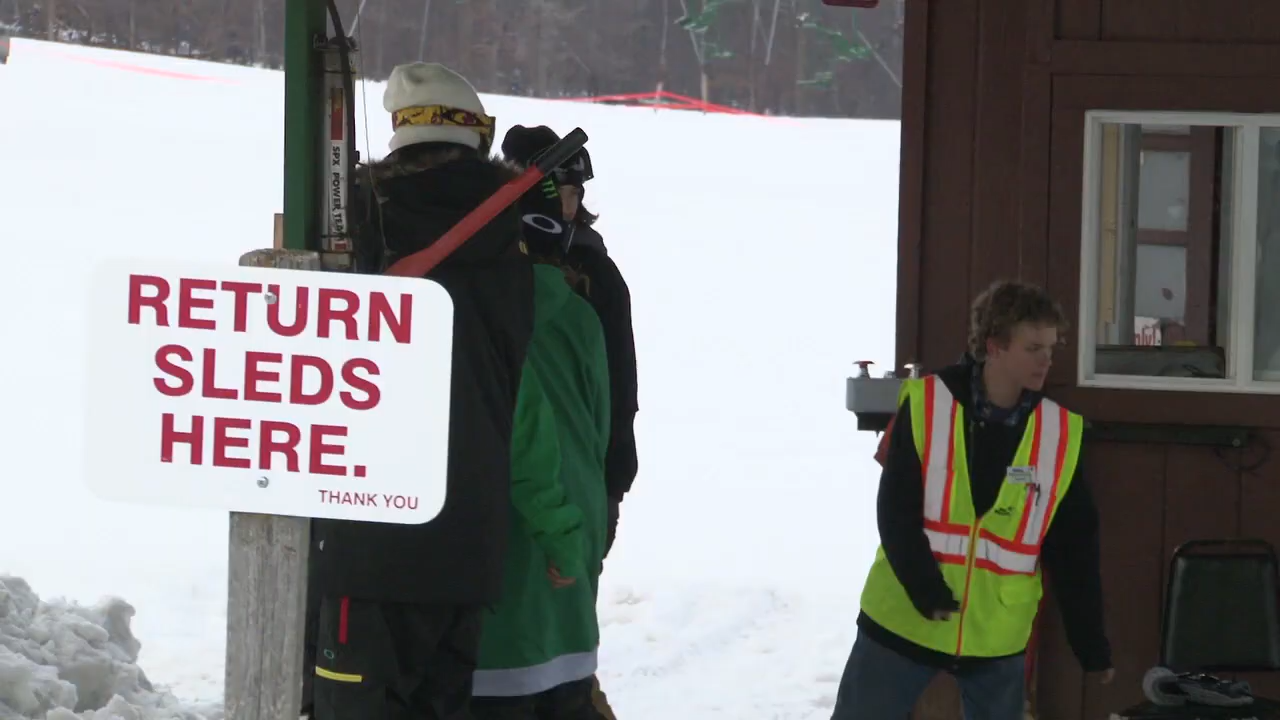 RETURN
SLEDS
HERE.
THANK YOU
SPX POWER TEAM